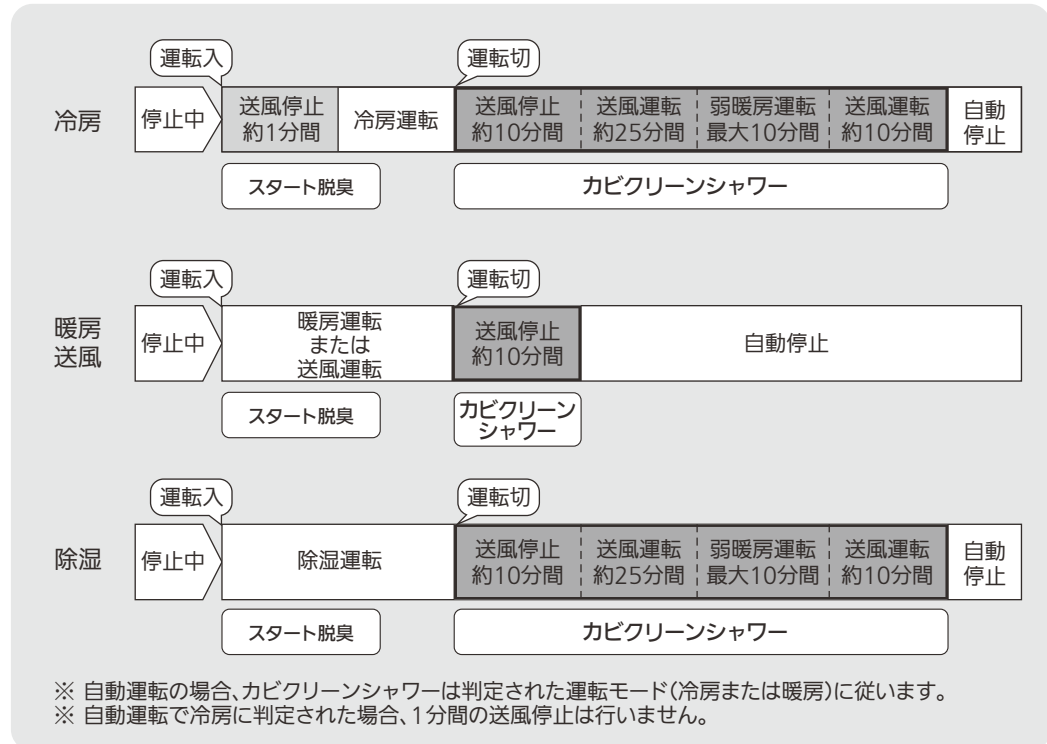 運転入
運転切
冷房
停止中
送風停止
約1分間
冷房運転
送風停止
約10分間
送風運転
約25分間
弱暖房運転
最大10分間
送風運転
約10分間
自動
停止
スタート脱臭
カビクリーンシャワー
運転入
運転切
暖房
送風
停止中
暖房運転
または
送風運転
送風停止
約10分間
自動停止
スタート脱臭
カビクリーン
シャワー
運転入
運転切
除湿
停止中
除湿運転
送風停止
約10分間
送風運転
約25分間
弱暖房運転
最大10分間
送風運転
約10分間
自動
停止
スタート脱臭
カビクリーンシャワー
※ 自動運転の場合、カビクリーンシャワーは判定された運転モード(冷房または暖房)に従います。
※ 自動運転で冷房に判定された場合、1分間の送風停止は行いません。